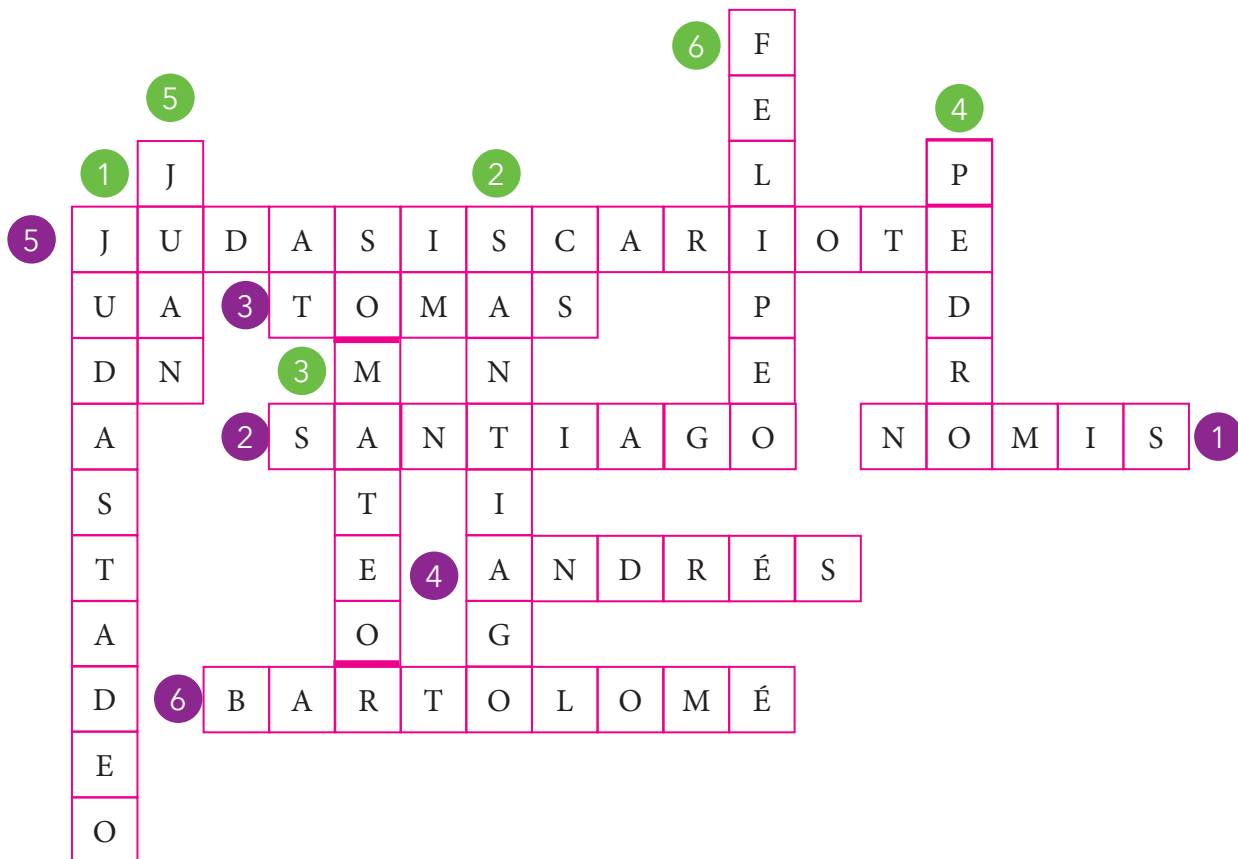 6 F
5 E 4
1 J 2 L P
5 J U D A S I S C A R I O T E
U A 3 T O M A S P D
D N 3 M N E R
A 2 S A N T I A G O N O M I S 1
S T I
T E 4 A N D R É S
A O G
D 6 B A R T O L O M É
E
O